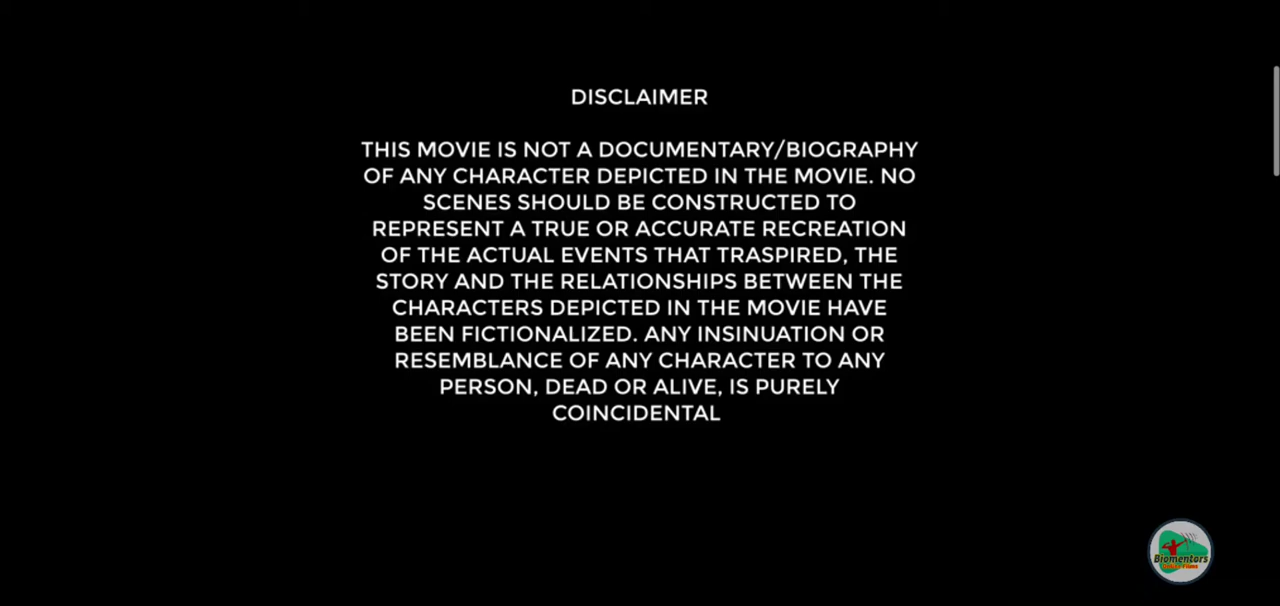 DISCLAIMER
THIS MOVIE IS NOT A DOCUMENTARY/BIOGRAPHY
OF ANY CHARACTER DEPICTED IN THE MOVIE. NO
SCENES SHOULD BE CONSTRUCTED TO
REPRESENT A TRUE OR ACCURATE RECREATION
OF THE ACTUAL EVENTS THAT TRASPIRED, THE
STORY AND THE RELATIONSHIPS BETWEEN THE
CHARACTERS DEPICTED IN THE MOVIE HAVE
BEEN FICTIONALIZED. ANY INSINUATION OR
RESEMBLANCE OF ANY CHARACTER TO ANY
PERSON, DEAD OR ALIVE, IS PURELY
COINCIDENTAL
Biomentors